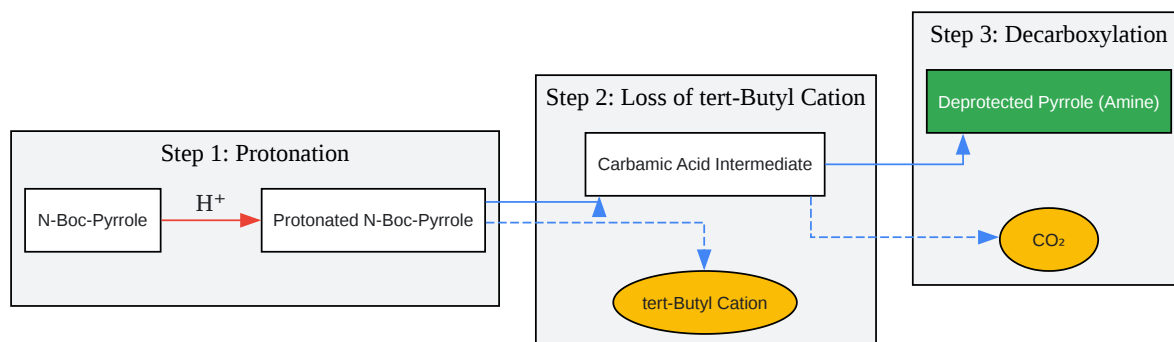 Step 1: Protonation
N-Boc-Pyrrole
H⁺
Protonated N-Boc-Pyrrole
Step 2: Loss of tert-Butyl Cation
Carbamic Acid Intermediate
tert-Butyl Cation
Step 3: Decarboxylation
Deprotected Pyrrole (Amine)
CO₂